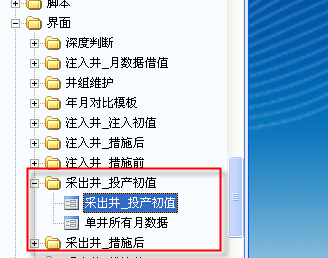 脚本
界面
深度判断
注入井_月数据借值
井组维护
年月对比模板
注入井_注入初值
注入井_措施后
注入井_措施前
采出井_投产初值
采出井_投产初值
单井所有月数据
采出井_措施后